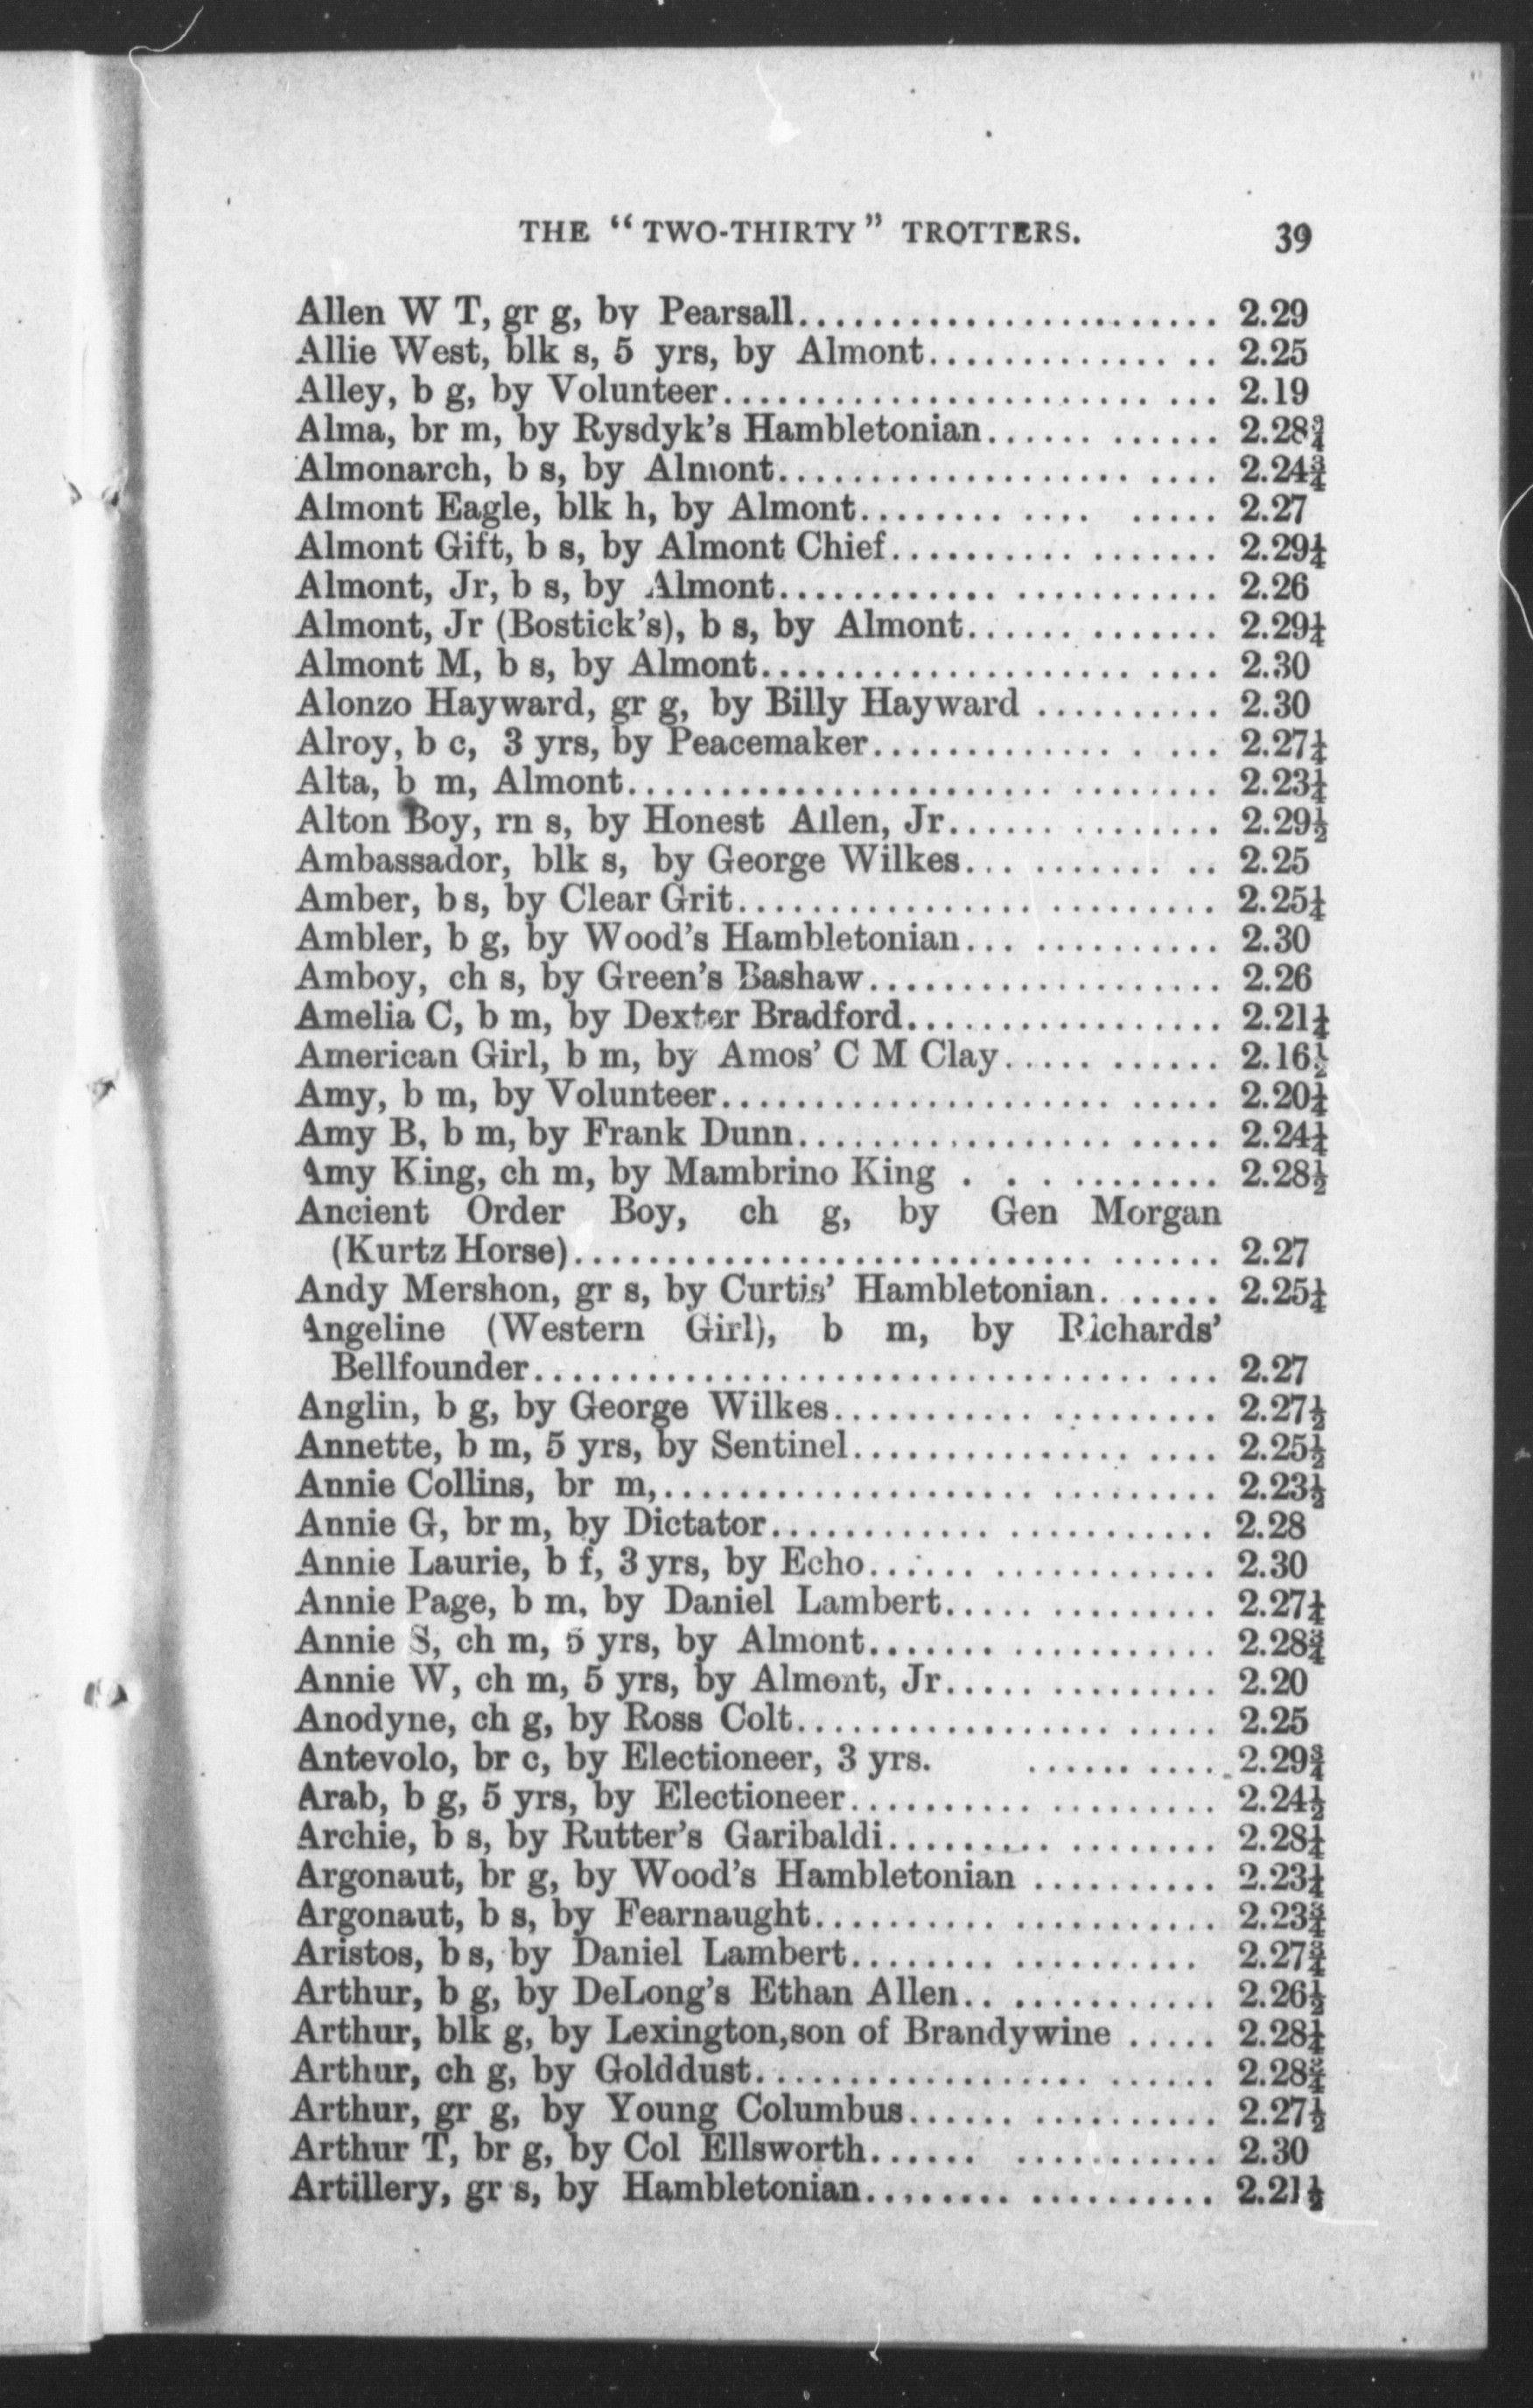 THE "TWO-THIRTY" TROTTERS. 39
Allen W T, gr g, by Pearsall........................ 2.29
Allie West, blk s, 5 yrs, by Almont................ 2.25
Alley, b g, by Volunteer........................... 2.19
Alma, br m, by Rysdyk's Hambletonian............ 2.28¾
Almonarch, b s, by Almont........................ 2.24¾
Almont Eagle, blk h, by Almont................. 2.27
Almont Gift, b s, by Almont Chief................. 2.29¼
Almont, Jr, b s, by Almont....................... 2.26
Almont, Jr (Bostick's), b s, by Almont............. 2.29¼
Almont M, b s, by Almont........................ 2.30
Alonzo Hayward, gr g, by Billy Hayward .......... 2.30
Alroy, b c, 3 yrs, by Peacemaker.................. 2.27¼
Alta, b m, Almont............................... 2.23¼
Alton Boy, rn s, by Honest Allen, Jr............... 2.29½
Ambassador, blk s, by George Wilkes............ 2.25
Amber, b s, by Clear Grit......................... 2.25¼
Ambler, b g, by Wood's Hambletonian............. 2.30
Amboy, ch s, by Green's Bashaw................... 2.26
Amelia C, b m, by Dexter Bradford................. 2.21¼
American Girl, b m, by Amos' C M Clay........... 2.16½
Amy, b m, by Volunteer.......................... 2.20¼
Amy B, b m, by Frank Dunn...................... 2.24¼
Amy King, ch m, by Mambrino King ........... 2.28½
Ancient Order Boy, ch g, by Gen Morgan
(Kurtz Horse).................................. 2.27
Andy Mershon, gr s, by Curtis' Hambletonian....... 2.25¼
Angeline (Western Girl), b m, by Richards'
Bellfounder.................................... 2.27
Anglin, b g, by George Wilkes.................... 2.27½
Annette, b m, 5 yrs, by Sentinel................... 2.25½
Annie Collins, br m,............................. 2.23½
Annie G, br m, by Dictator....................... 2.28
Annie Laurie, b f, 3 yrs, by Echo.................. 2.30
Annie Page, b m, by Daniel Lambert.............. 2.27¼
Annie S, ch m, 5 yrs, by Almont.................. 2.28¾
Annie W, ch m, 5 yrs, by Almont, Jr.............. 2.20
Anodyne, ch g, by Ross Colt...................... 2.25
Antevolo, br c, by Electioneer, 3 yrs. .......... 2.29¾
Arab, b g, 5 yrs, by Electioneer................... 2.24½
Archie, b s, by Rutter's Garibaldi................. 2.28¼
Argonaut, br g, by Wood's Hambletonian .......... 2.23¼
Argonaut, b s, by Fearnaught..................... 2.23¾
Aristos, b s, by Daniel Lambert.................. 2.27¾
Arthur, b g, by DeLong's Ethan Allen............. 2.26½
Arthur, blk g, by Lexington,son of Brandywine ..... 2.28¼
Arthur, ch g, by Golddust........................ 2.28¾
Arthur, gr g, by Young Columbus................ 2.27½
Arthur T, br g, by Col Ellsworth................. 2.30
Artillery, gr s, by Hambletonian.................. 2.21½